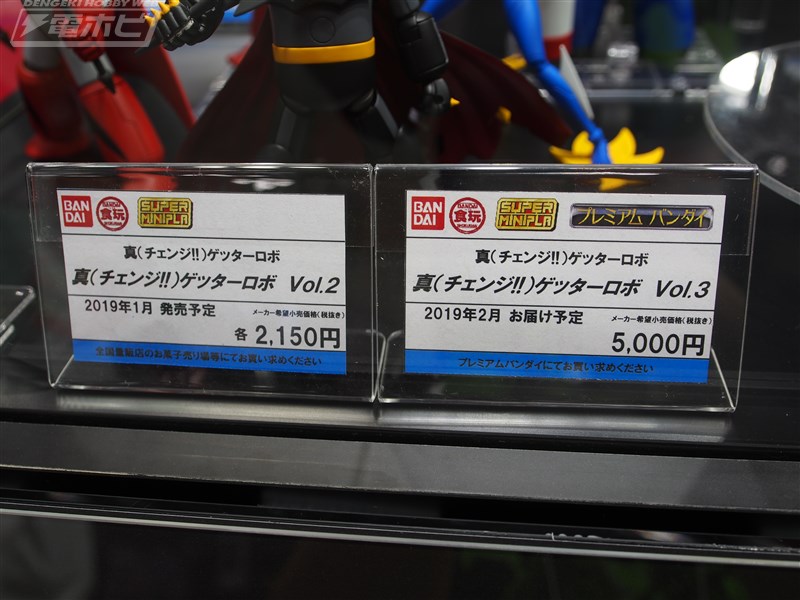 DENGEKI HOBBY WEB
電ホビ
BAN
DAI
BANDAI
食玩
SUPER
MINIPLA
真(チェンジ!!)ゲッターロボ
真(チェンジ!!)ゲッターロボ Vol.2
2019年1月 発売予定
メーカー希望小売価格(税抜き)
各 2,150円
全国量販店のお菓子売り場等にてお買い求めください
BAN
DAI
BANDAI
食玩
SUPER
MINIPLA
プレミアム バンダイ
真(チェンジ!!)ゲッターロボ
真(チェンジ!!)ゲッターロボ Vol.3
2019年2月 お届け予定
メーカー希望小売価格(税抜き)
5,000円
プレミアムバンダイにてお買い求めください